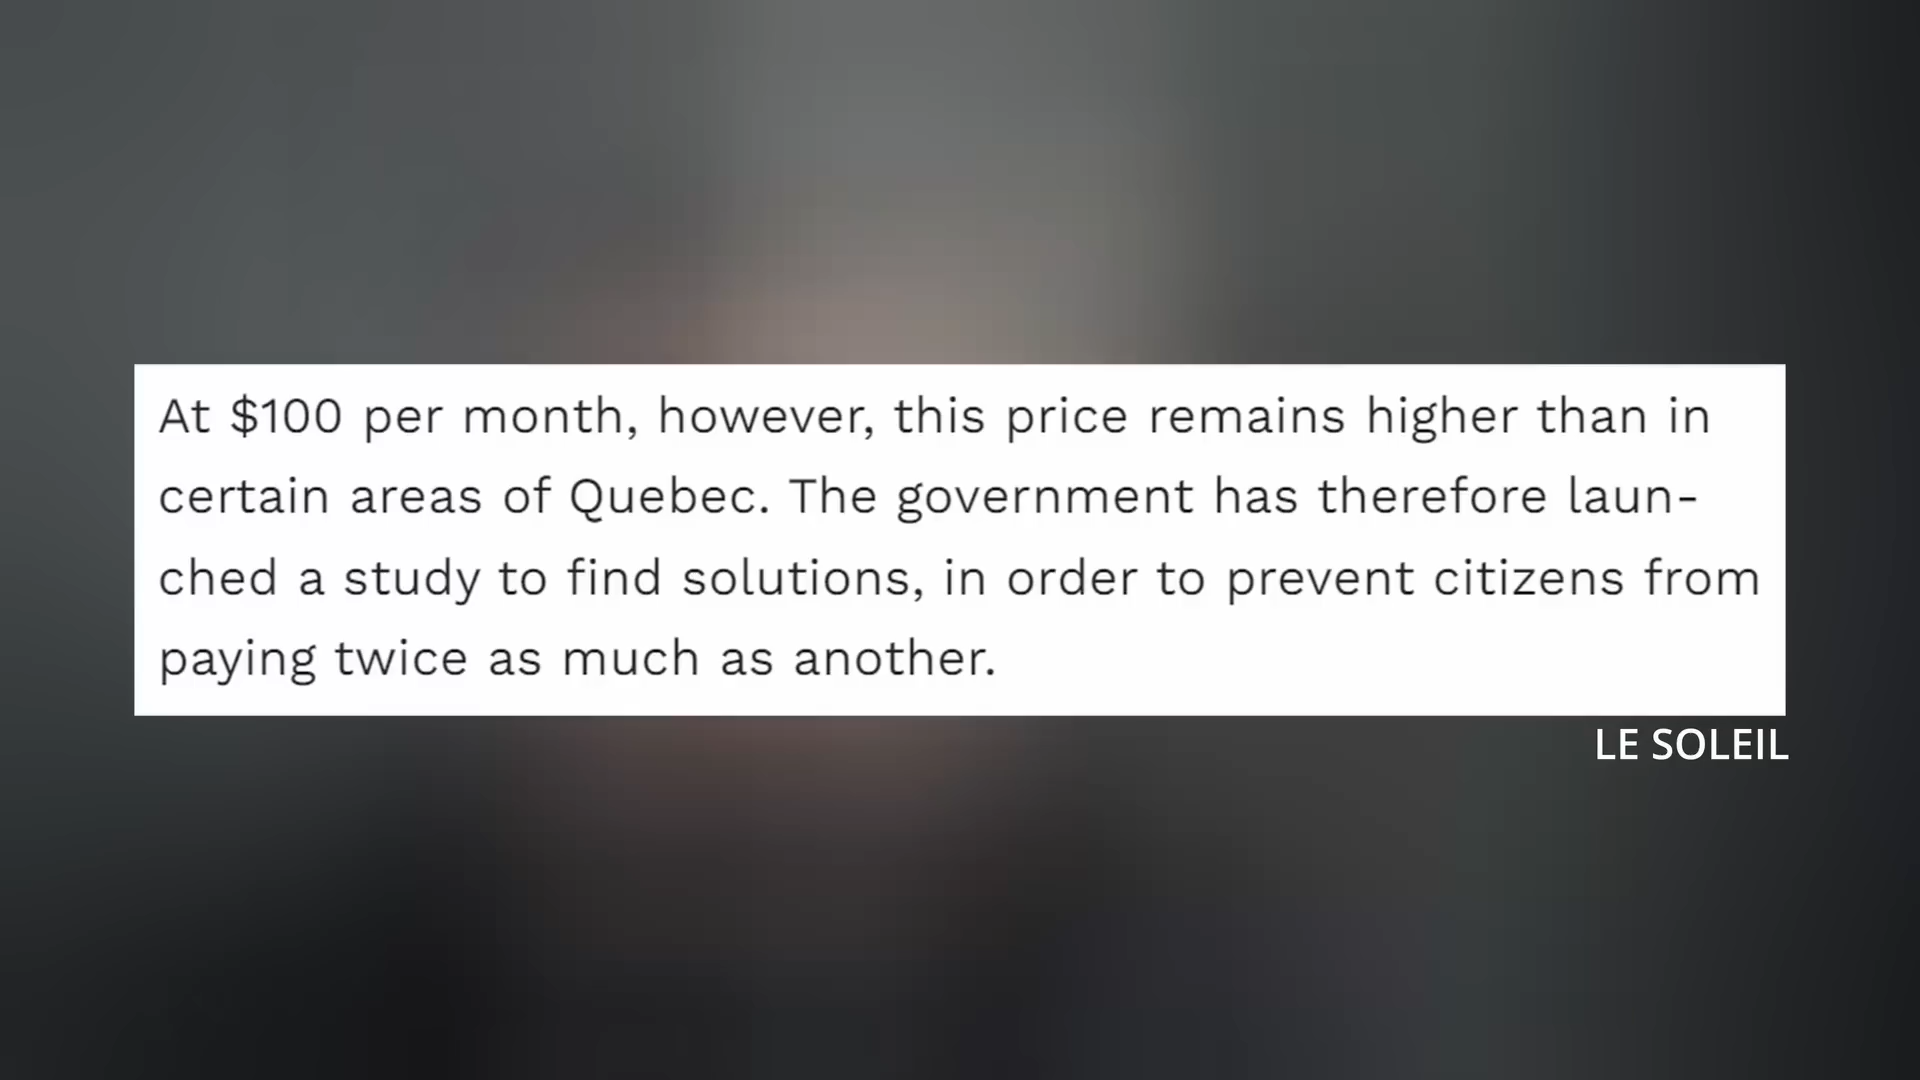 At $100 per month, however, this price remains higher than in
certain areas of Quebec. The government has therefore laun-
ched a study to find solutions, in order to prevent citizens from
paying twice as much as another.
LE SOLEIL